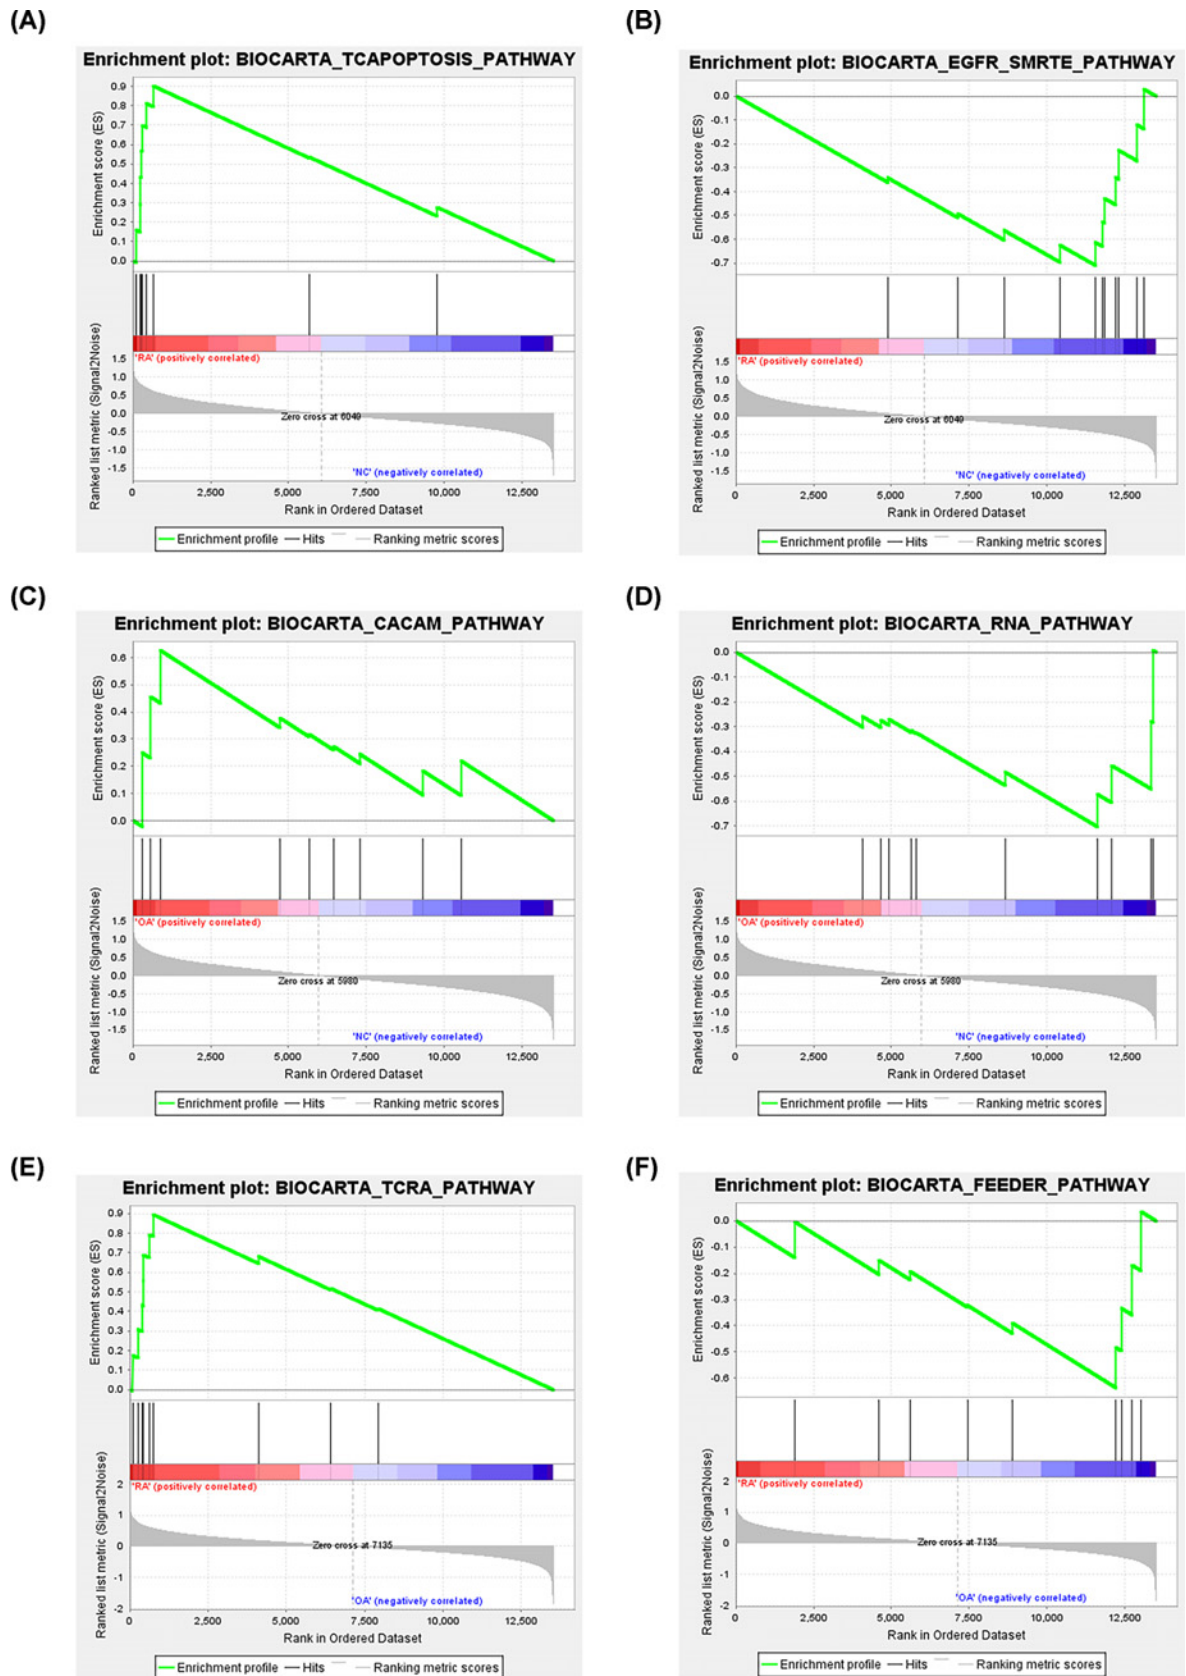 (A)
Enrichment plot: BIOCARTA_TCAPOPTOSIS_PATHWAY
Enrichment score (ES)
0.9
0.8
0.7
0.6
0.5
0.4
0.3
0.2
0.1
0.0
'RA' (positively correlated)
Ranked list metric (Signal2Noise)
1.5
1.0
0.5
0.0
-0.5
-1.0
-1.5
Zero cross at 6049
'NC' (negatively correlated)
0 2,500 5,000 7,500 10,000 12,500
Rank in Ordered Dataset
Enrichment profile Hits Ranking metric scores
(B)
Enrichment plot: BIOCARTA_EGFR_SMRTE_PATHWAY
Enrichment score (ES)
0.0
-0.1
-0.2
-0.3
-0.4
-0.5
-0.6
-0.7
'RA' (positively correlated)
Ranked list metric (Signal2Noise)
1.5
1.0
0.5
0.0
-0.5
-1.0
-1.5
Zero cross at 6049
'NC' (negatively correlated)
0 2,500 5,000 7,500 10,000 12,500
Rank in Ordered Dataset
Enrichment profile Hits Ranking metric scores
(C)
Enrichment plot: BIOCARTA_CACAM_PATHWAY
Enrichment score (ES)
0.6
0.5
0.4
0.3
0.2
0.1
0.0
'OA' (positively correlated)
Ranked list metric (Signal2Noise)
1.5
1.0
0.5
0.0
-0.5
-1.0
-1.5
Zero cross at 5980
'NC' (negatively correlated)
0 2,500 5,000 7,500 10,000 12,500
Rank in Ordered Dataset
Enrichment profile Hits Ranking metric scores
(D)
Enrichment plot: BIOCARTA_RNA_PATHWAY
Enrichment score (ES)
0.0
-0.1
-0.2
-0.3
-0.4
-0.5
-0.6
-0.7
'OA' (positively correlated)
Ranked list metric (Signal2Noise)
1.5
1.0
0.5
0.0
-0.5
-1.0
-1.5
Zero cross at 5980
'NC' (negatively correlated)
0 2,500 5,000 7,500 10,000 12,500
Rank in Ordered Dataset
Enrichment profile Hits Ranking metric scores
(E)
Enrichment plot: BIOCARTA_TCRA_PATHWAY
Enrichment score (ES)
0.9
0.8
0.7
0.6
0.5
0.4
0.3
0.2
0.1
0.0
'RA' (positively correlated)
Ranked list metric (Signal2Noise)
2
1
0
-1
-2
Zero cross at 7135
'OA' (negatively correlated)
0 2,500 5,000 7,500 10,000 12,500
Rank in Ordered Dataset
Enrichment profile Hits Ranking metric scores
(F)
Enrichment plot: BIOCARTA_FEEDER_PATHWAY
Enrichment score (ES)
0.0
-0.1
-0.2
-0.3
-0.4
-0.5
-0.6
'RA' (positively correlated)
Ranked list metric (Signal2Noise)
2
1
0
-1
-2
Zero cross at 7135
'OA' (negatively correlated)
0 2,500 5,000 7,500 10,000 12,500
Rank in Ordered Dataset
Enrichment profile Hits Ranking metric scores